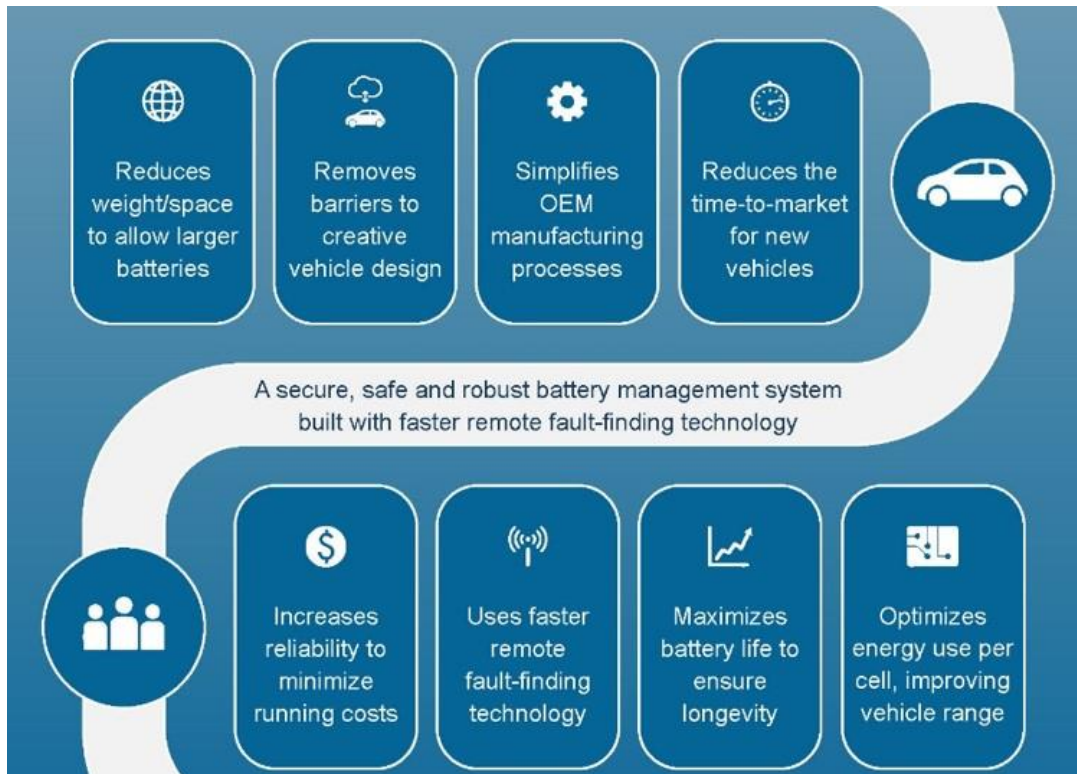 Reduces
weight/space
to allow larger
batteries
Removes
barriers to
creative
vehicle design
Simplifies
OEM
manufacturing
processes
Reduces the
time-to-market
for new
vehicles
A secure, safe and robust battery management system
built with faster remote fault-finding technology
Increases
reliability to
minimize
running costs
Uses faster
remote
fault-finding
technology
Maximizes
battery life to
ensure
longevity
Optimizes
energy use per
cell, improving
vehicle range